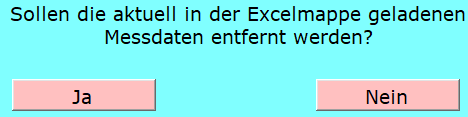 Sollen die aktuell in der Excelmappe geladenen
Messdaten entfernt werden?
Ja
Nein